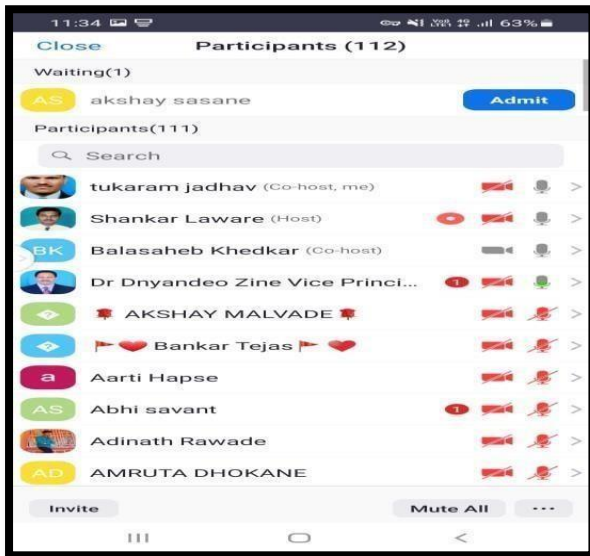 11:34 63%
Close Participants (112)
Waiting(1)
AS akshay sasane Admit
Participants(111)
Search
tukaram jadhav (Co-host, me)
Shankar Laware (Host)
BK Balasaheb Khedkar (Co-host)
Dr Dnyandeo Zine Vice Princi... 1
AKSHAY MALVADE
Bankar Tejas
a Aarti Hapse
AS Abhi savant 1
Adinath Rawade
AD AMRUTA DHOKANE
Invite Mute All ...